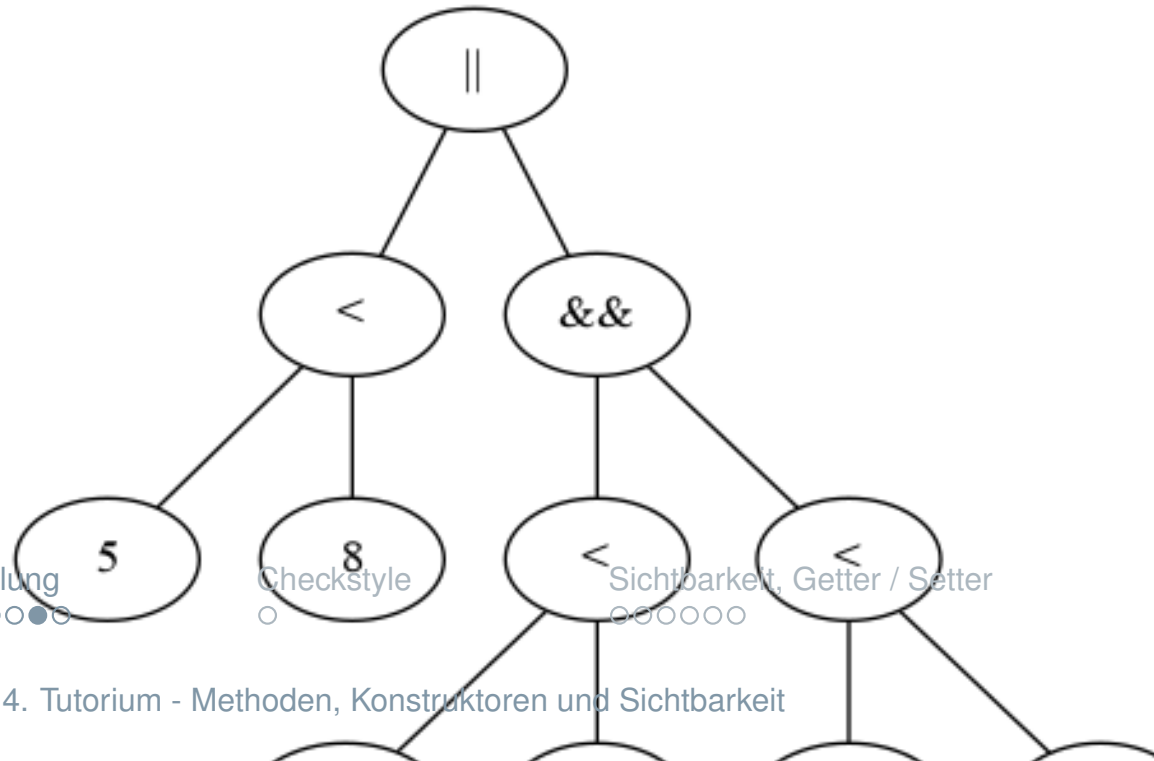 ||
< &&
5 8 < <
lung Checkstyle Sichtbarkeit, Getter / Setter
4. Tutorium - Methoden, Konstruktoren und Sichtbarkeit